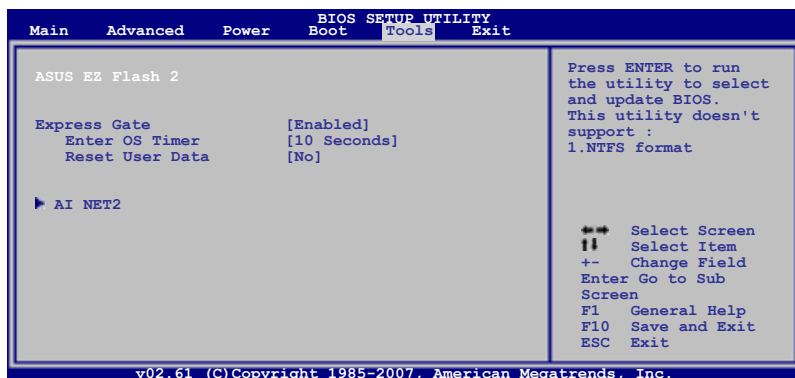 BIOS SETUP UTILITY
Main Advanced Power Boot Tools Exit
ASUS EZ Flash 2
Express Gate [Enabled]
Enter OS Timer [10 Seconds]
Reset User Data [No]
AI NET2
Press ENTER to run
the utility to select
and update BIOS.
This utility doesn't
support :
1.NTFS format
Select Screen
Select Item
+- Change Field
Enter Go to Sub
Screen
F1 General Help
F10 Save and Exit
ESC Exit
v02.61 (C)Copyright 1985-2007, American Megatrends, Inc.